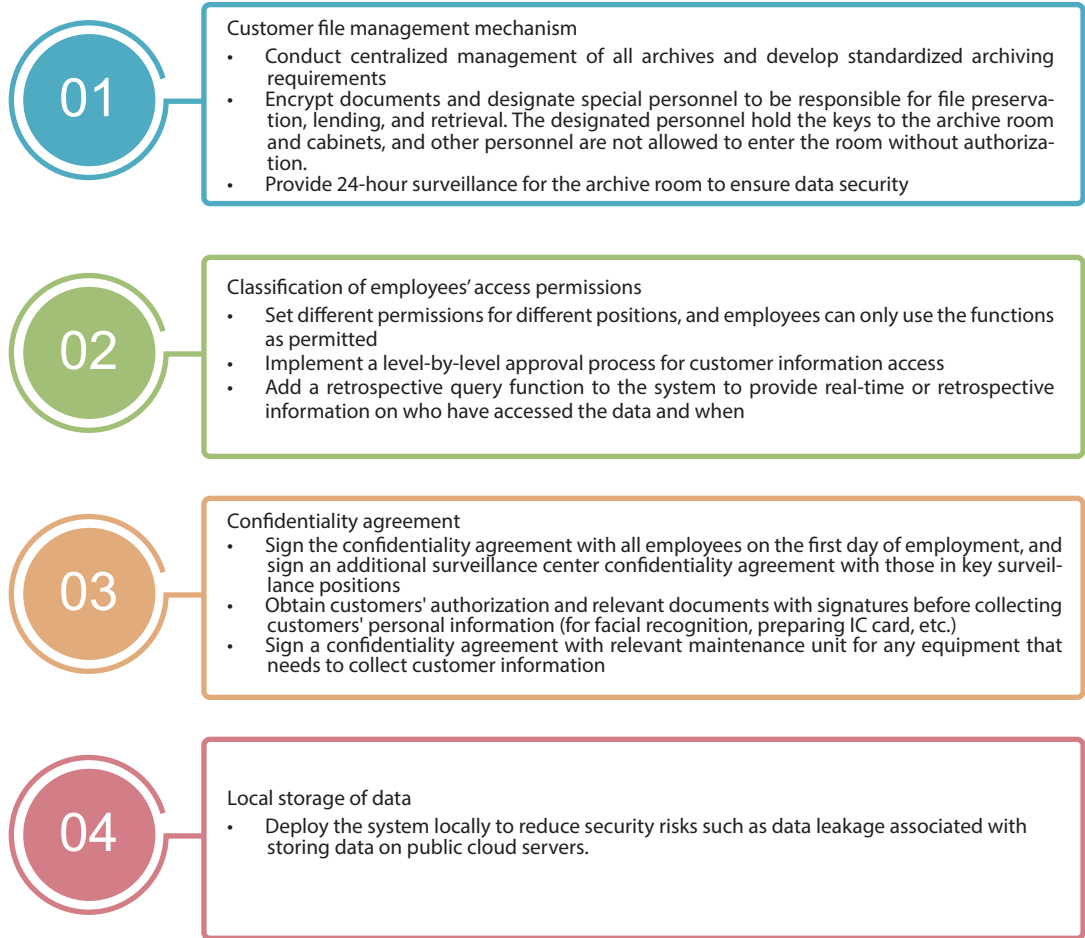 01
Customer file management mechanism
• Conduct centralized management of all archives and develop standardized archiving
requirements
• Encrypt documents and designate special personnel to be responsible for file preserva-
tion, lending, and retrieval. The designated personnel hold the keys to the archive room
and cabinets, and other personnel are not allowed to enter the room without authoriza-
tion.
• Provide 24-hour surveillance for the archive room to ensure data security
02
Classification of employees' access permissions
• Set different permissions for different positions, and employees can only use the functions
as permitted
• Implement a level-by-level approval process for customer information access
• Add a retrospective query function to the system to provide real-time or retrospective
information on who have accessed the data and when
03
Confidentiality agreement
• Sign the confidentiality agreement with all employees on the first day of employment, and
sign an additional surveillance center confidentiality agreement with those in key surveil-
lance positions
• Obtain customers' authorization and relevant documents with signatures before collecting
customers' personal information (for facial recognition, preparing IC card, etc.)
• Sign a confidentiality agreement with relevant maintenance unit for any equipment that
needs to collect customer information
04
Local storage of data
• Deploy the system locally to reduce security risks such as data leakage associated with
storing data on public cloud servers.